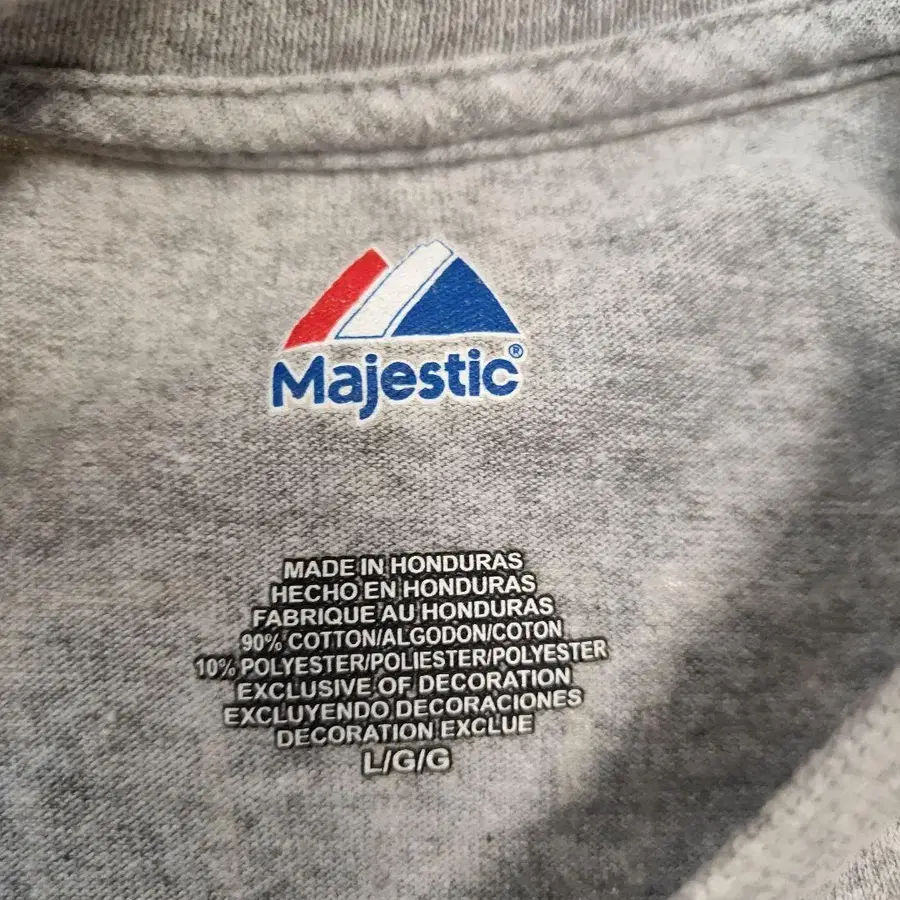 Majestic®
MADE IN HONDURAS
HECHO EN HONDURAS
FABRIQUE AU HONDURAS
90% COTTON/ALGODON/COTON
10% POLYESTER/POLIESTER/POLYESTER
EXCLUSIVE OF DECORATION
EXCLUYENDO DECORACIONES
DECORATION EXCLUE
L/G/G